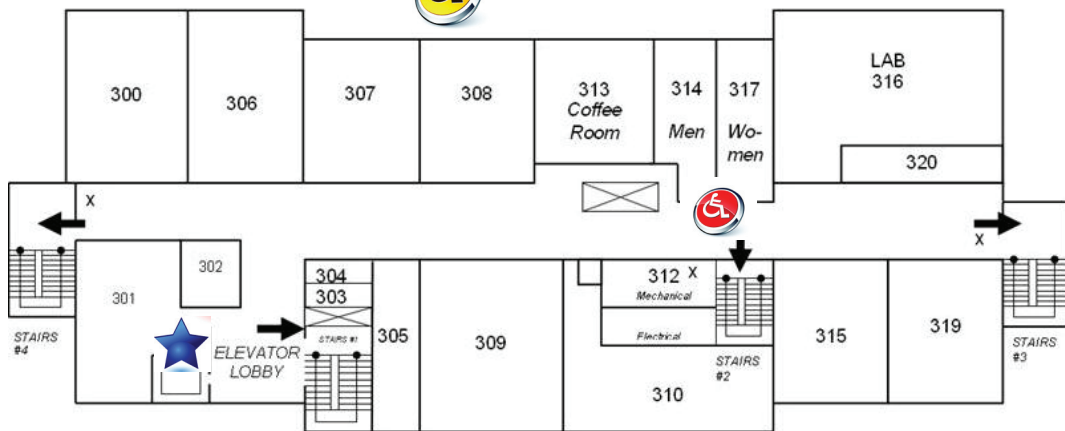 300
306
307
308
313
Coffee
Room
314
Men
317
Wo-
men
LAB
316
320
X
X
301
302
304
303
STAIRS #1
305
309
312 X
Mechanical
Electrical
310
315
319
STAIRS
#4
ELEVATOR
LOBBY
STAIRS
#2
STAIRS
#3